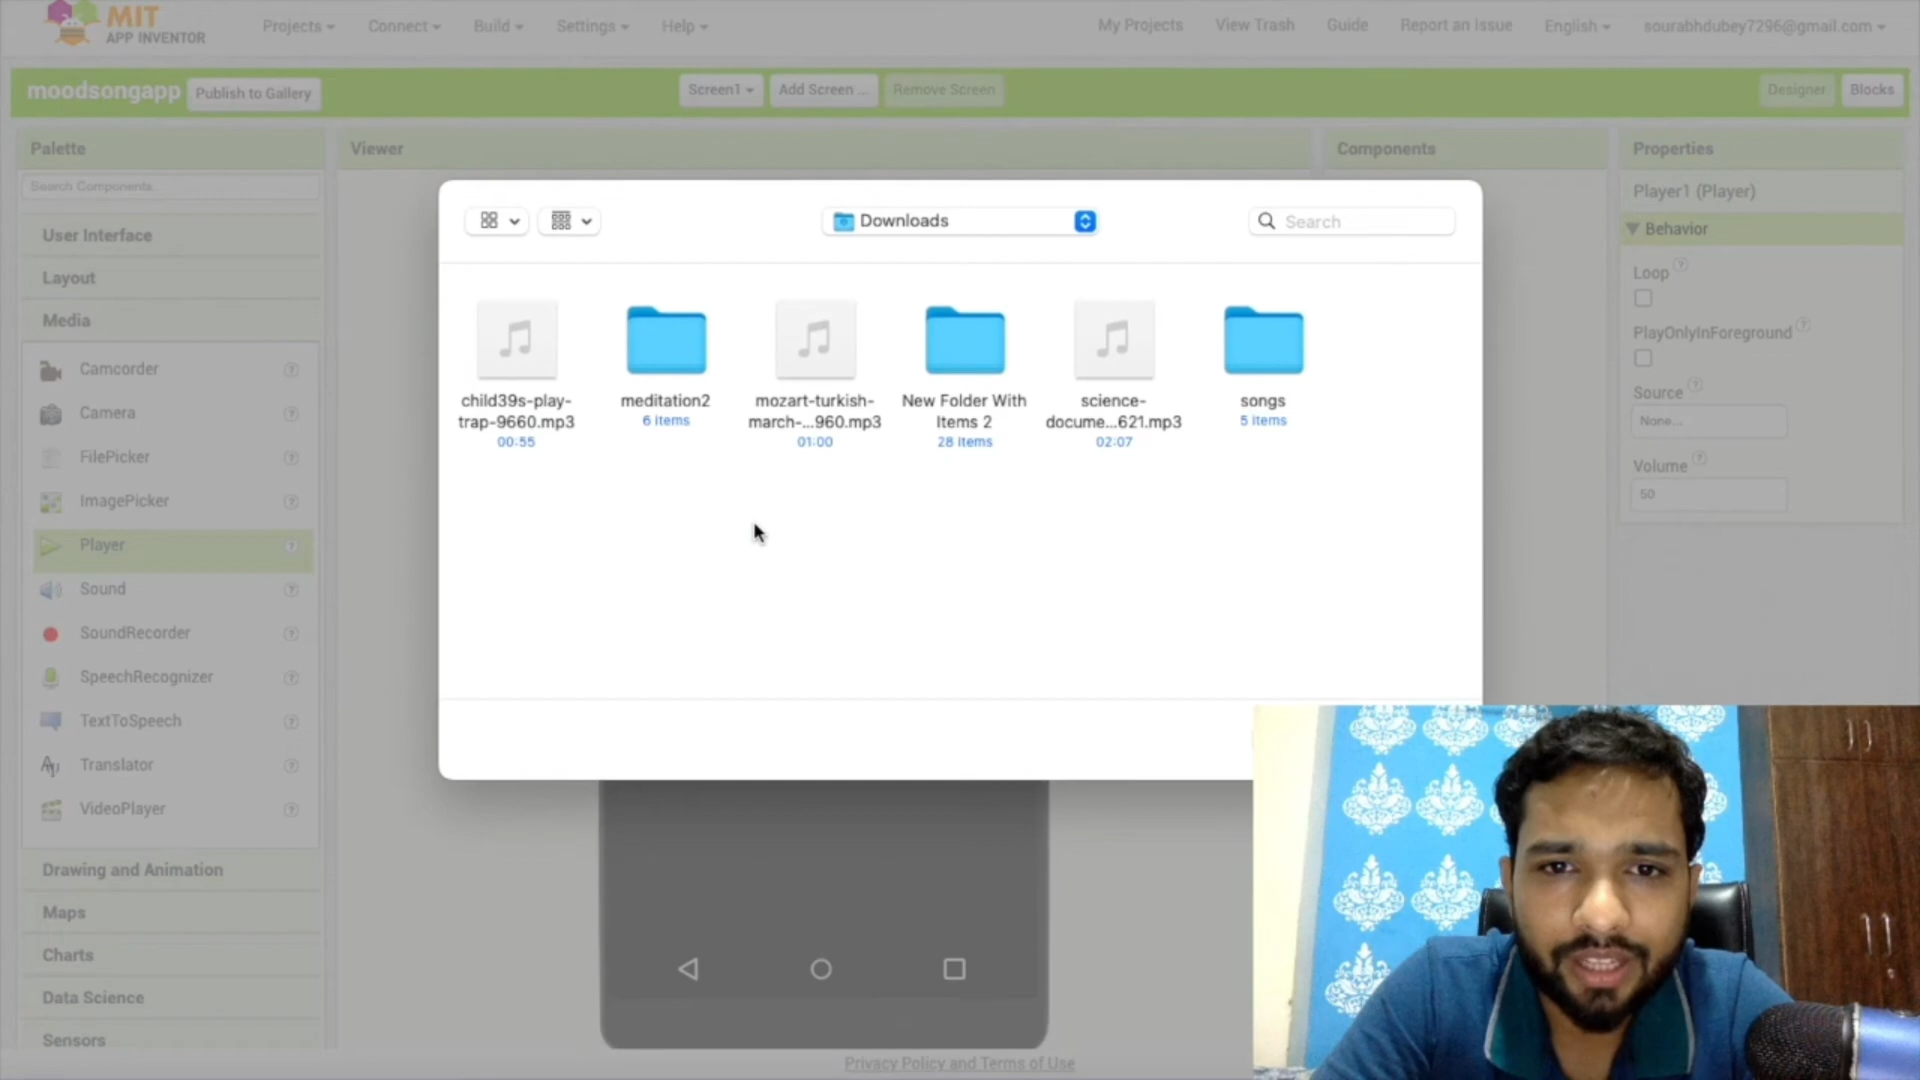 MIT
APP INVENTOR
Projects
Connect
Build
Settings
Help
My Projects
View Trash
Guide
Report an Issue
English
sourabhdubey7296@gmail.com
moodsongapp
Publish to Gallery
Screen1
Add Screen ...
Remove Screen
Designer
Blocks
Palette
Viewer
Components
Properties
Search Components...
User Interface
Layout
Media
Camcorder
Camera
FilePicker
ImagePicker
Player
Sound
SoundRecorder
SpeechRecognizer
TextToSpeech
Translator
VideoPlayer
Drawing and Animation
Maps
Charts
Data Science
Sensors
Downloads
Search
child39s-play-
trap-9660.mp3
00:55
meditation2
6 items
mozart-turkish-
march-...960.mp3
01:00
New Folder With
Items 2
28 items
science-
docume...621.mp3
02:07
songs
5 items
Player1 (Player)
Behavior
Loop
PlayOnlyInForeground
Source
None...
Volume
50
Privacy Policy and Terms of Use